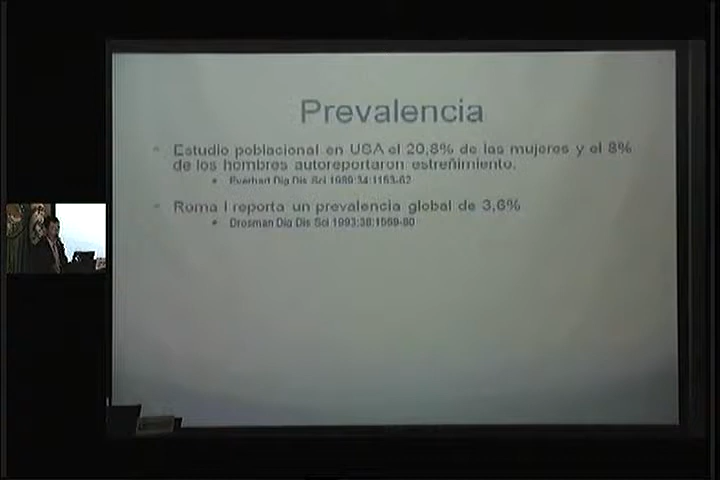 Prevalencia
Estudio poblacional en USA el 20,8% de las mujeres y el 8%
de los hombres autoreportaron estreñimiento.
Everhart Dig Dis Sci 1989;34:1153-62
Roma I reporta un prevalencia global de 3,6%
Drosman Dig Dis Sci 1993;38:1569-80